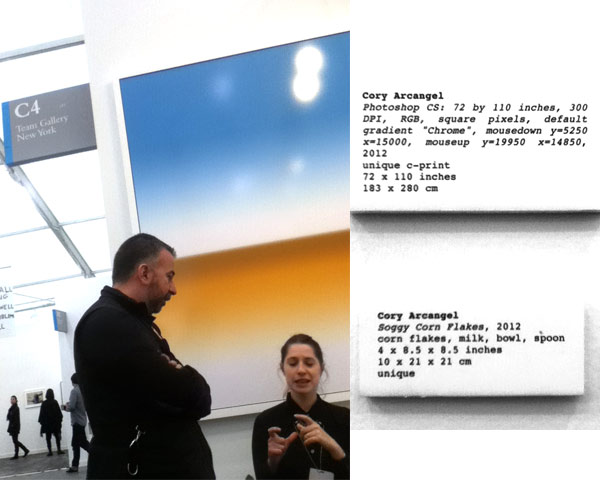 C4
Team Gallery
New York
Cory Arcangel
Photoshop CS: 72 by 110 inches, 300
DPI, RGB, square pixels, default
gradient "Chrome", mousedown y=5250
x=15000, mouseup y=19950 x=14850,
2012
unique c-print
72 x 110 inches
183 x 280 cm
Cory Arcangel
Soggy Corn Flakes, 2012
corn flakes, milk, bowl, spoon
4 x 8.5 x 8.5 inches
10 x 21 x 21 cm
unique